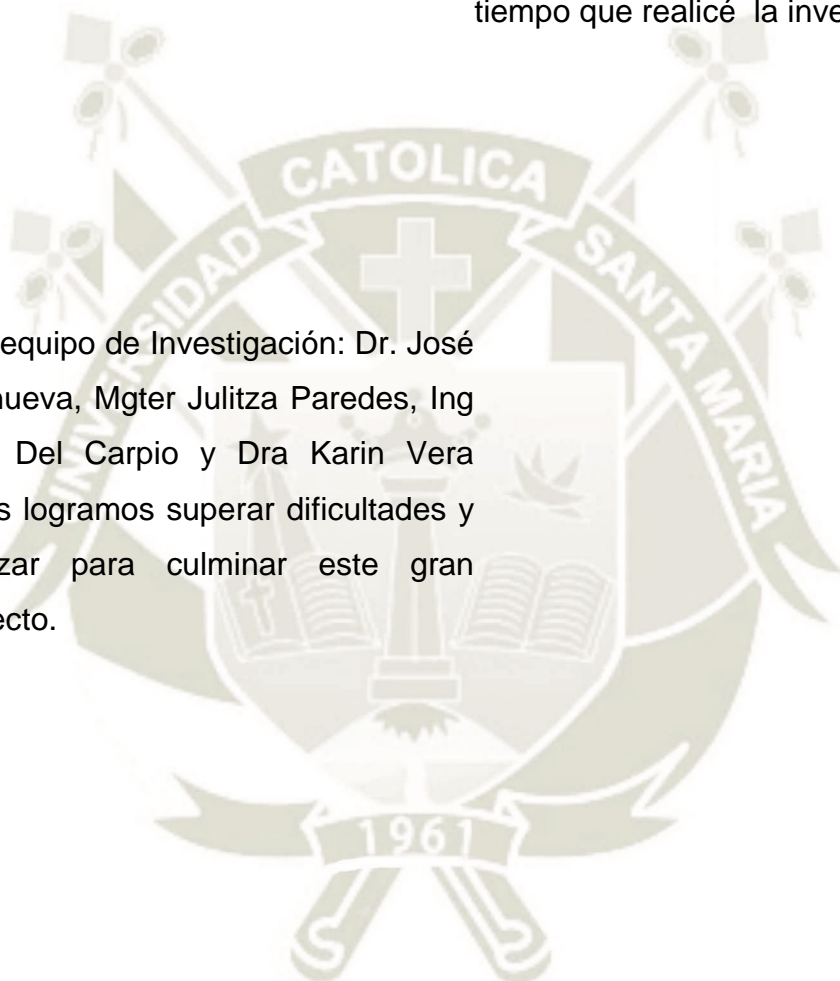 tiempo que realicé la inve
equipo de Investigación: Dr. José
nueva, Mgter Julitza Paredes, Ing
Del Carpio y Dra Karin Vera
s logramos superar dificultades y
zar para culminar este gran
ecto.
UNIVERSIDAD CATOLICA SANTA MARIA
1961